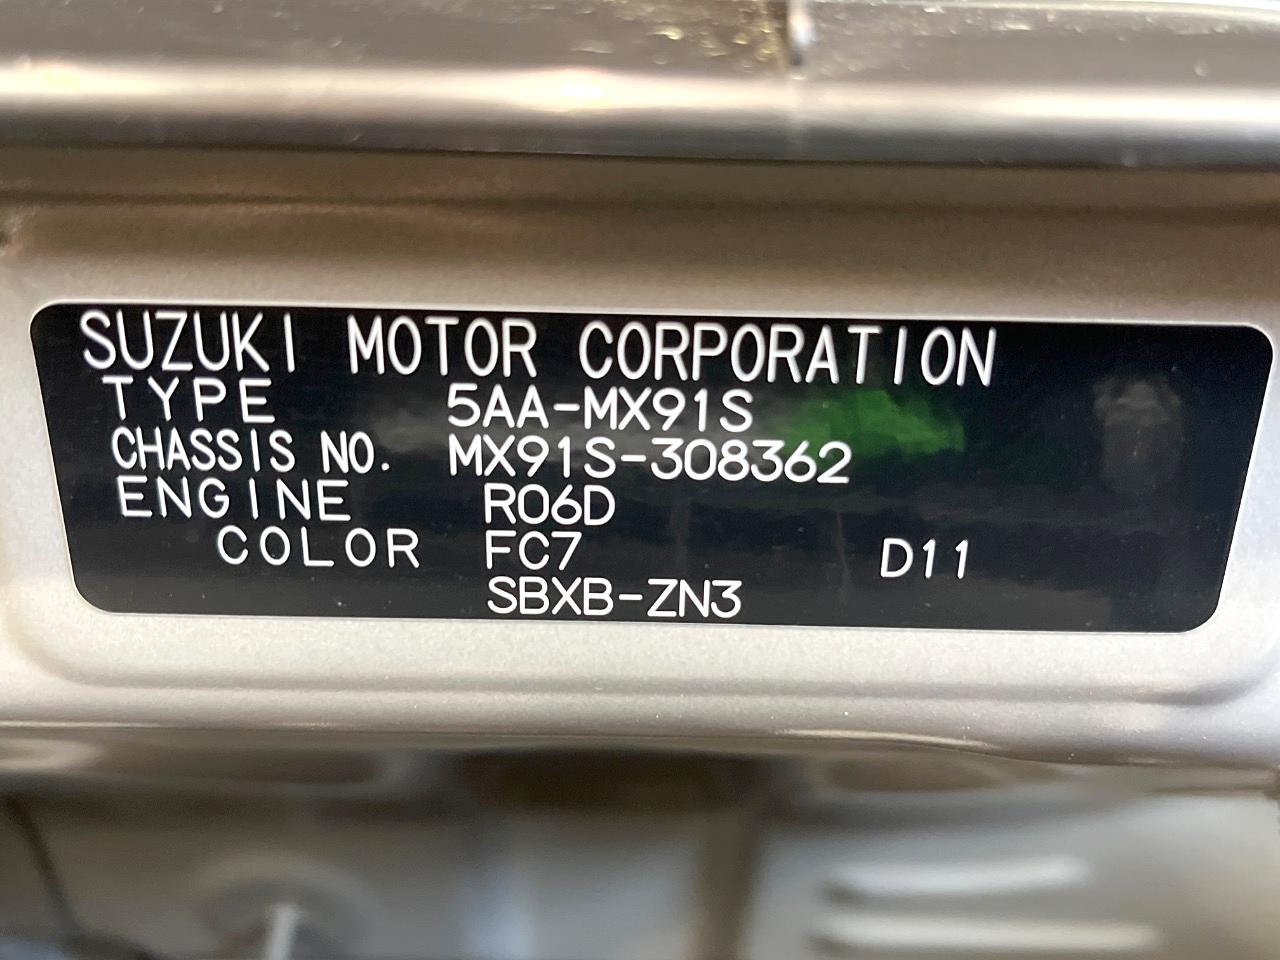 SUZUKI MOTOR CORPORATION
TYPE 5AA-MX91S
CHASSIS NO. MX91S-308362
ENGINE R06D
COLOR FC7 D11
SBXB-ZN3